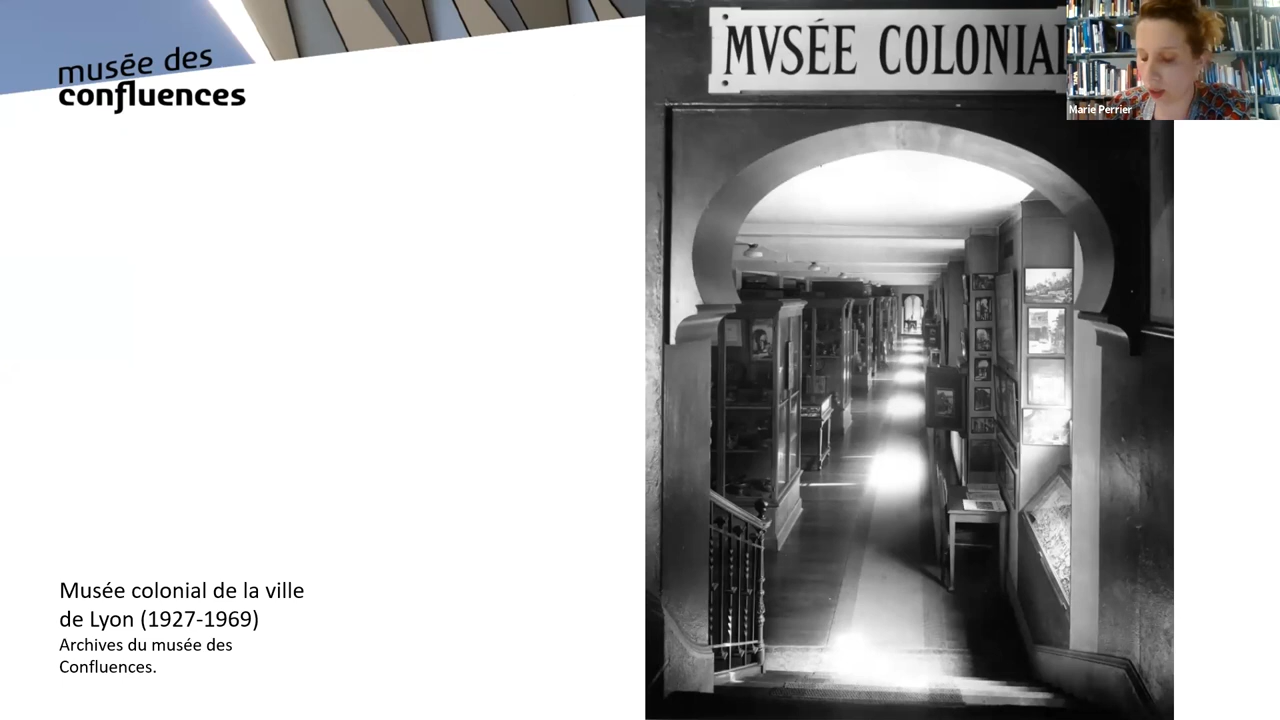 musée des
confluences
MVSÉE COLONIAL
Marie Perrier
Musée colonial de la ville
de Lyon (1927-1969)
Archives du musée des
Confluences.